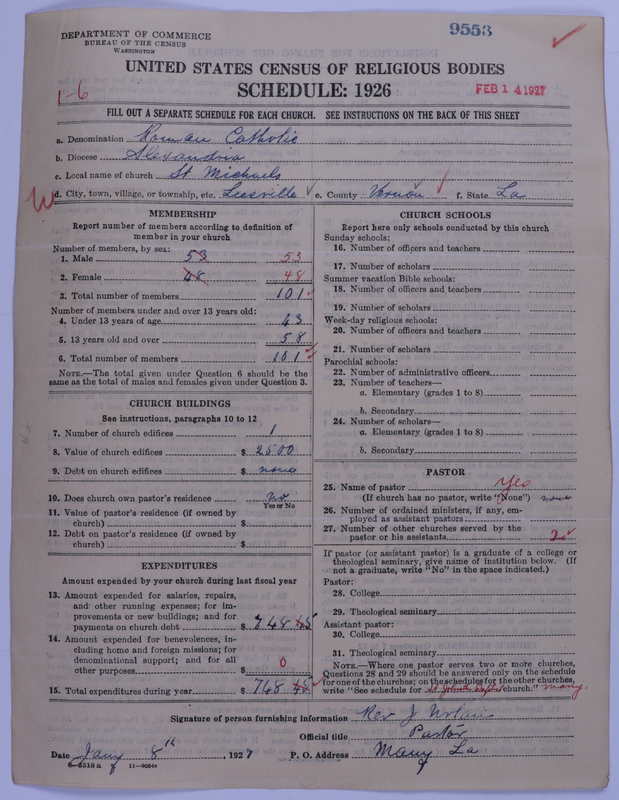 DEPARTMENT OF COMMERCE
BUREAU OF THE CENSUS
WASHINGTON
9553
UNITED STATES CENSUS OF RELIGIOUS BODIES
SCHEDULE: 1926
FEB 14 1927
1-6
FILL OUT A SEPARATE SCHEDULE FOR EACH CHURCH. SEE INSTRUCTIONS ON THE BACK OF THIS SHEET
a. Denomination Roman Catholic
b. Diocese Alexandria
c. Local name of church St Michaels
d. City, town, village, or township, etc. Leesville e. County Vernon f. State La
MEMBERSHIP
Report number of members according to definition of
member in your church
Number of members, by sex:
1. Male 53 53
2. Female 48 48
3. Total number of members 101
Number of members under and over 13 years old:
4. Under 13 years of age 43
5. 13 years old and over 58
6. Total number of members 101
NOTE.—The total given under Question 6 should be
same as the total of males and females given under Question 3.
CHURCH BUILDINGS
See instructions, paragraphs 10 to 12
7. Number of church edifices 1
8. Value of church edifices $ 2500
9. Debt on church edifices $ none
10. Does church own pastor's residence no
Yes or No
11. Value of pastor's residence (if owned by
church) $
12. Debt on pastor's residence (if owned by
church) $
EXPENDITURES
Amount expended by your church during last fiscal year
13. Amount expended for salaries, repairs,
and other running expenses; for im-
provements or new buildings; and for
payments on church debt $ 748 45
14. Amount expended for benevolences, in-
cluding home and foreign missions; for
denominational support; and for all
other purposes $ 0
15. Total expenditures during year $ 748 45
CHURCH SCHOOLS
Report here only schools conducted by this church
Sunday schools:
16. Number of officers and teachers
17. Number of scholars
Summer vacation Bible schools:
18. Number of officers and teachers
19. Number of scholars
Week-day religious schools:
20. Number of officers and teachers
21. Number of scholars
Parochial schools:
22. Number of administrative officers
23. Number of teachers—
a. Elementary (grades 1 to 8)
b. Secondary
24. Number of scholars—
a. Elementary (grades 1 to 8)
b. Secondary
PASTOR
25. Name of pastor Yes
(If church has no pastor, write "None") none
26. Number of ordained ministers, if any, em-
ployed as assistant pastors
27. Number of other churches served by the
pastor or his assistants 2
If pastor (or assistant pastor) is a graduate of a college or
theological seminary, give name of institution below. (If
not a graduate, write "No" in the space indicated.)
Pastor:
28. College
29. Theological seminary
Assistant pastor:
30. College
31. Theological seminary
NOTE.—Where one pastor serves two or more churches,
Questions 28 and 29 should be answered only on the schedule
for one of the churches; on the schedules for the other churches,
write "See schedule for St Johns church." Many.
Signature of person furnishing information Rev J Nolan
Official title Pastor
Date Jany 8th, 1927 P. O. Address Many La
6-6518a 11-9084